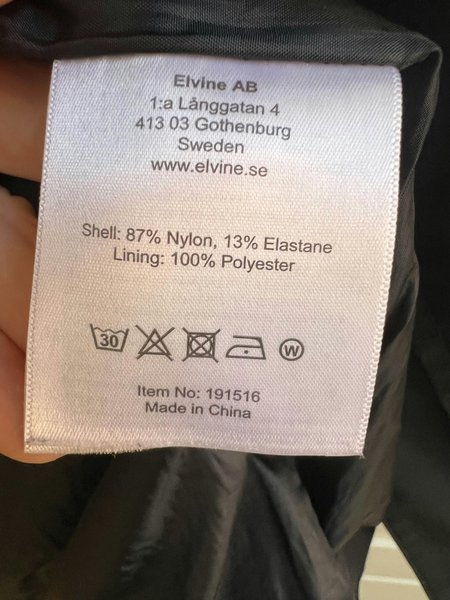 Elvine AB
1:a Långgatan 4
413 03 Gothenburg
Sweden
www.elvine.se
Shell: 87% Nylon, 13% Elastane
Lining: 100% Polyester
30 W
Item No: 191516
Made in China